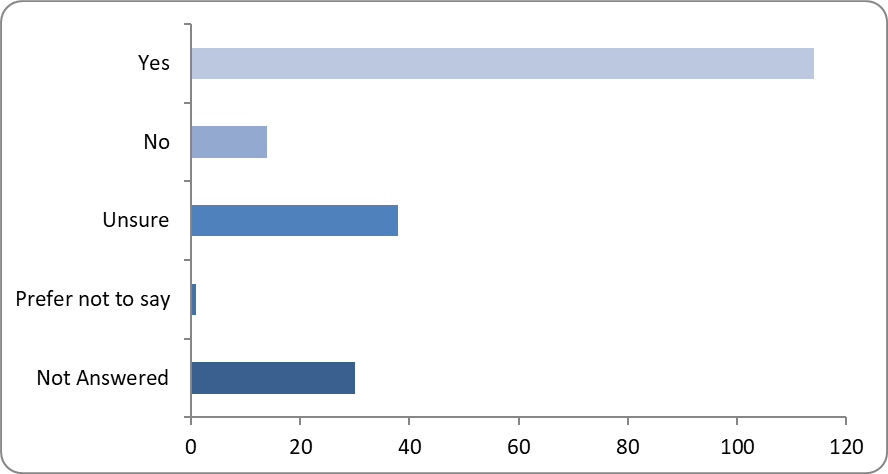 Yes
No
Unsure
Prefer not to say
Not Answered
0 20 40 60 80 100 120